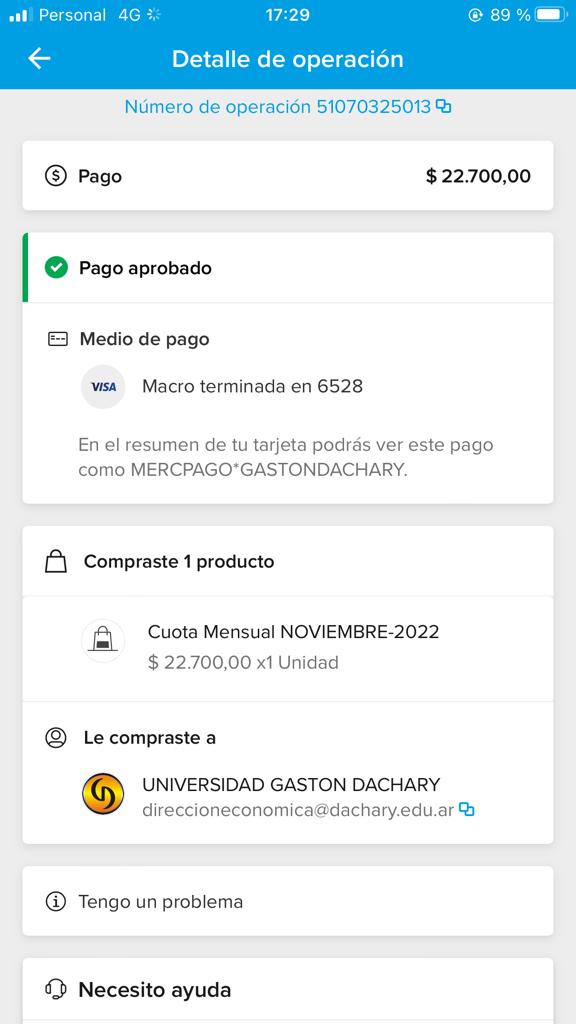 Personal 4G 17:29 89 %
Detalle de operación
Número de operación 51070325013
Pago $ 22.700,00
Pago aprobado
Medio de pago
VISA Macro terminada en 6528
En el resumen de tu tarjeta podrás ver este pago
como MERCPAGO*GASTONDACHARY.
Compraste 1 producto
Cuota Mensual NOVIEMBRE-2022
$ 22.700,00 x1 Unidad
Le compraste a
UNIVERSIDAD GASTON DACHARY
direccioneconomica@dachary.edu.ar
Tengo un problema
Necesito ayuda